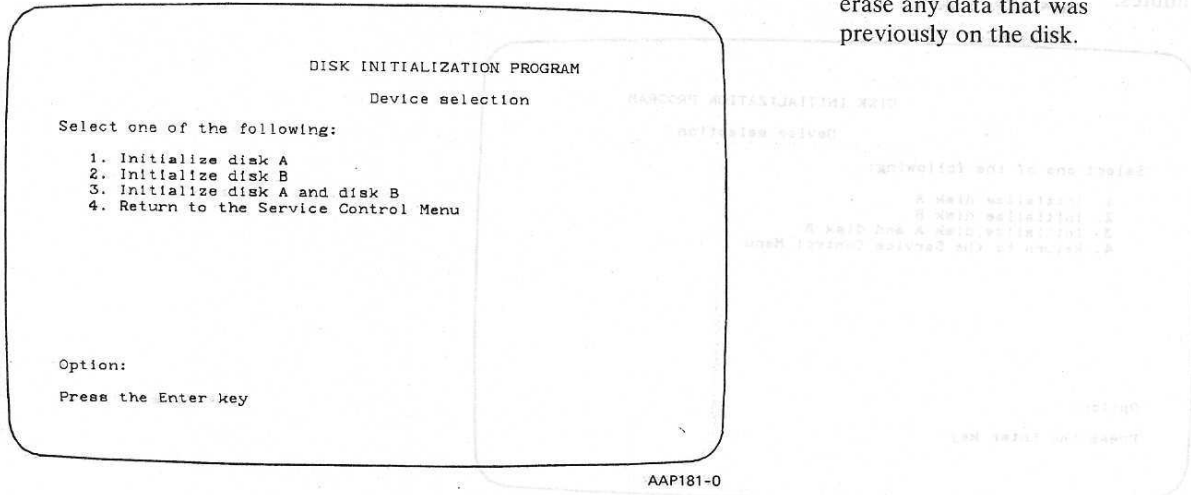 erase any data that was
previously on the disk.
DISK INITIALIZATION PROGRAM
Device selection
Select one of the following:
1. Initialize disk A
2. Initialize disk B
3. Initialize disk A and disk B
4. Return to the Service Control Menu
Option:
Press the Enter key
AAP181-0